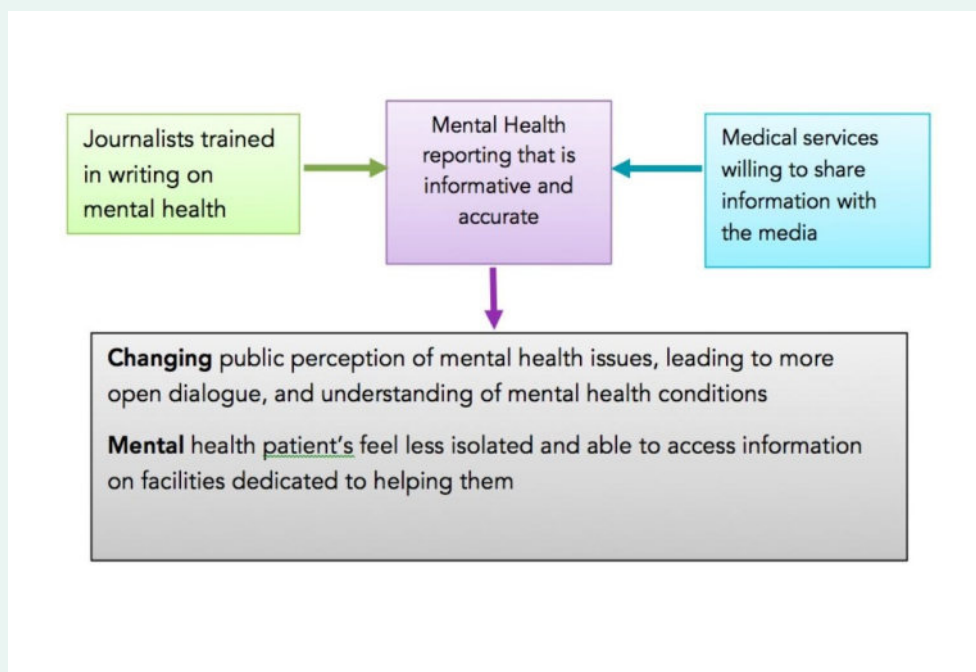 Journalists trained
in writing on
mental health
Mental Health
reporting that is
informative and
accurate
Medical services
willing to share
information with
the media
Changing public perception of mental health issues, leading to more
open dialogue, and understanding of mental health conditions
Mental health patient's feel less isolated and able to access information
on facilities dedicated to helping them